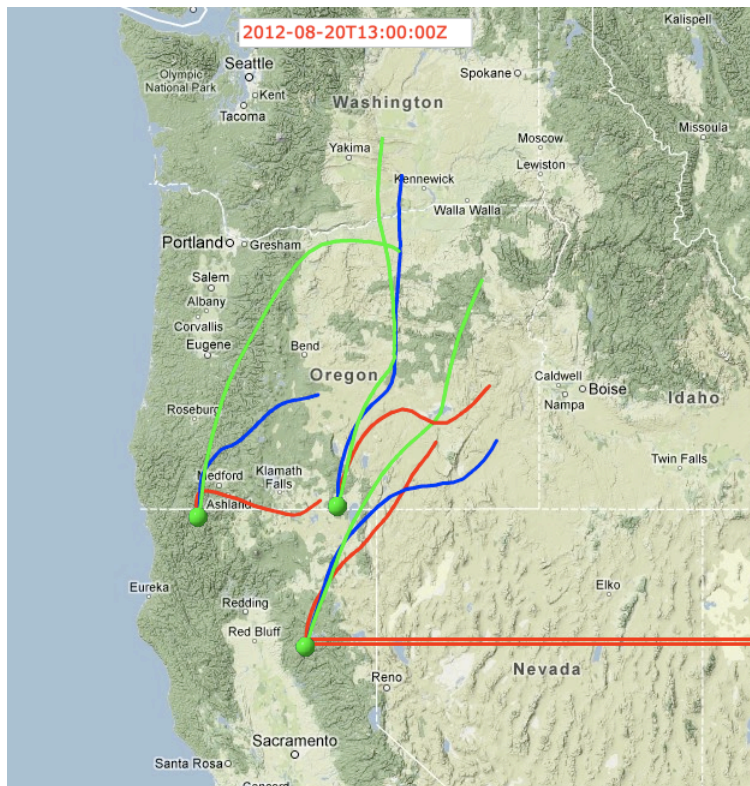 2012-08-20T13:00:00Z
Kalispell
Seattle
Spokane
Olympic
National Park
Kent
Tacoma
Washington
Missoula
Moscow
Yakima
Lewiston
Kennewick
Walla Walla
Portland
Gresham
Salem
Albany
Corvallis
Eugene
Bend
Oregon
Caldwell
Boise
Nampa
Idaho
Roseburg
Twin Falls
Medford
Klamath
Falls
Ashland
Eureka
Elko
Redding
Red Bluff
Nevada
Reno
Sacramento
Santa Rosa
Concord